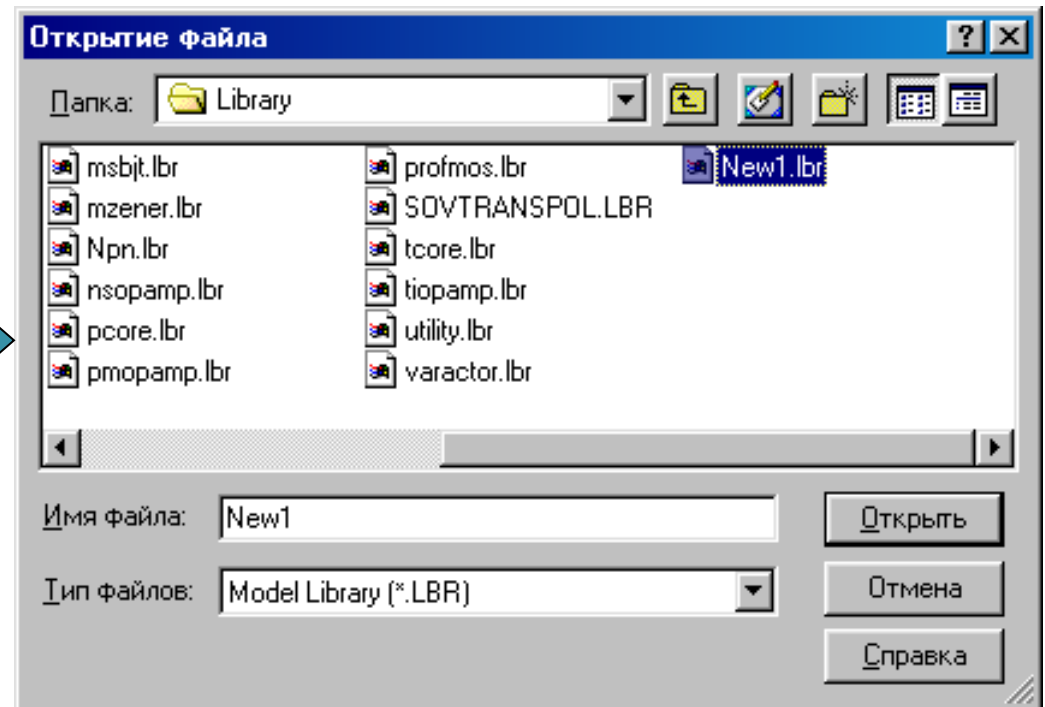 Открытие файла
Папка: Library
msbjt.lbr
mzener.lbr
Npn.lbr
nsopamp.lbr
pcore.lbr
pmopamp.lbr
profmos.lbr
SOVTRANSPOL.LBR
tcore.lbr
tiopamp.lbr
utility.lbr
varactor.lbr
New1.lbr
Имя файла: New1
Открыть
Тип файлов: Model Library (*.LBR)
Отмена
Справка